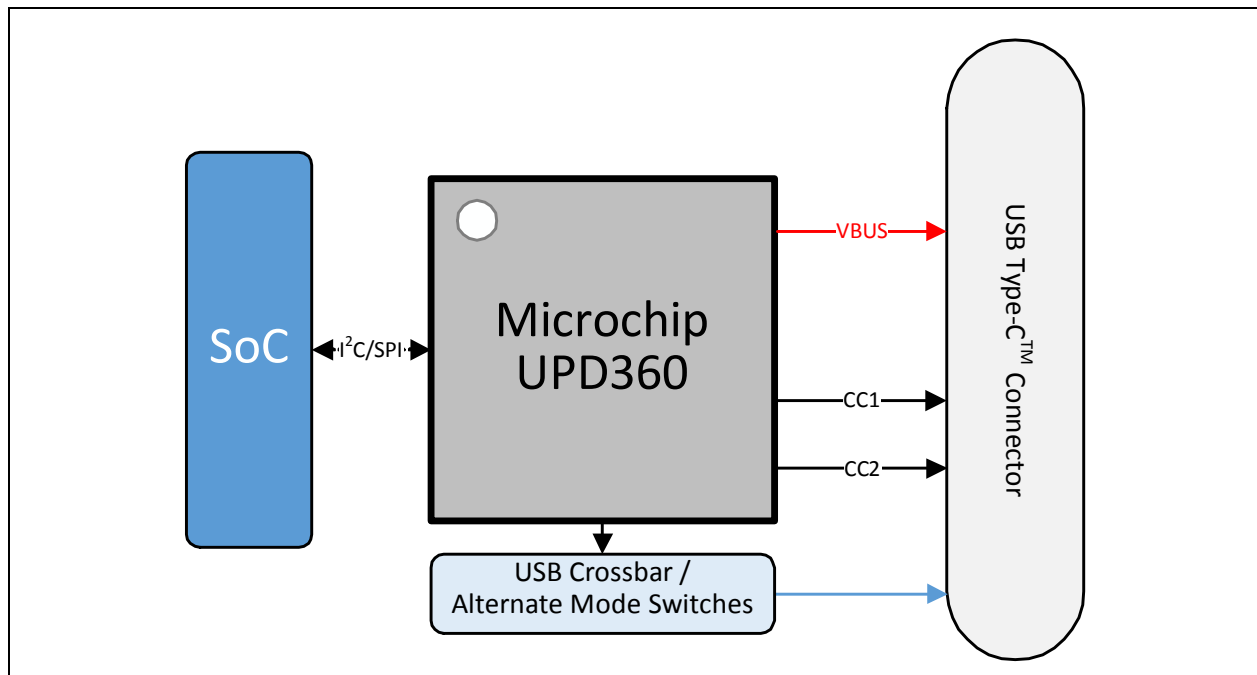 SoC
I²C/SPI
Microchip
UPD360
VBUS
CC1
CC2
USB Crossbar /
Alternate Mode Switches
USB Type-C™ Connector